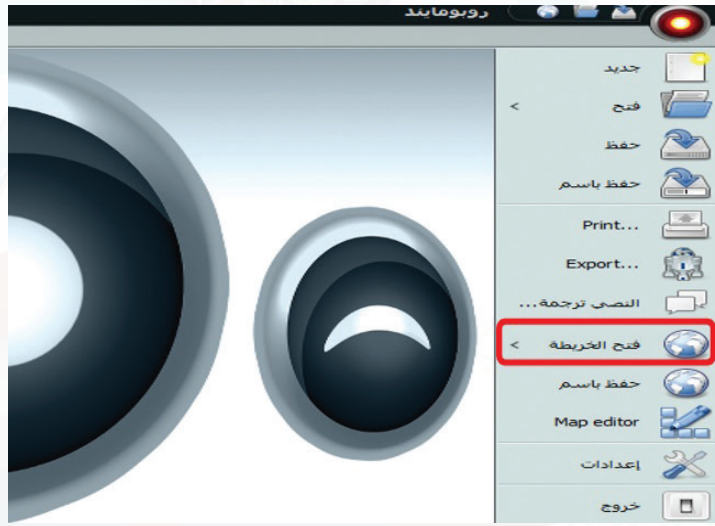 روبومايند
جديد
فتح >
حفظ
حفظ باسم
Print...
Export...
النصي ترجمة...
فتح الخريطة >
حفظ باسم
Map editor
إعدادات
خروج